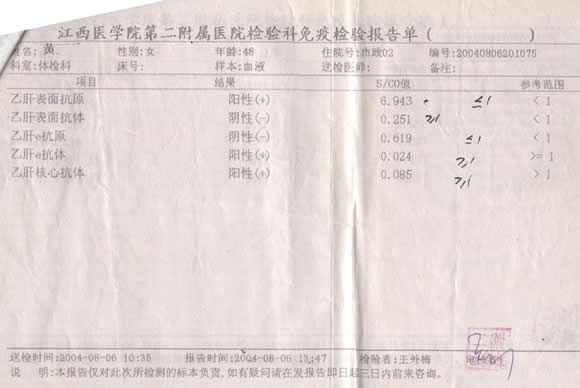 江西医学院第二附属医院检验科免疫检验报告单( )
姓名:黄 性别:女 年龄:48 住院号:市政02 编号:20040806201075
科室:体检科 床号: 样本:血液 送检医师: 备注:
项目 结果 S/CO值 参考范围
乙肝表面抗原 阳性(+) 6.943 ≤1 < 1
乙肝表面抗体 阴性(-) 0.251 ≥1 < 1
乙肝e抗原 阴性(-) 0.619 ≤1 < 1
乙肝e抗体 阳性(+) 0.024 ≥1 >= 1
乙肝核心抗体 阳性(+) 0.085 ≥1 > 1
送检时间:2004-08-06 10:35 报告时间:2004-08-06 13:47 检验者:王外梅
说 明:本报告仅对此次所检测的标本负责,如有疑问请在发报告即日起三日内前来咨询。